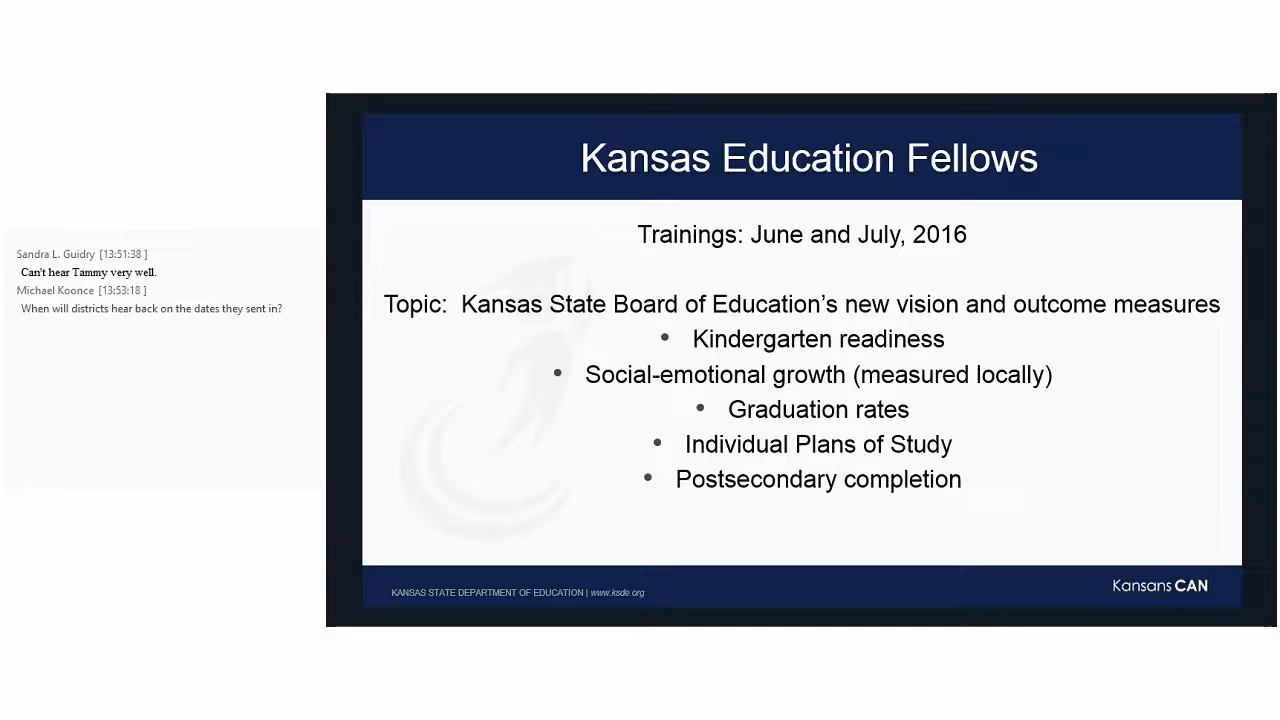 Sandra L. Guidry [13:51:38 ]
Can't hear Tammy very well.
Michael Koonce [13:53:18 ]
When will districts hear back on the dates they sent in?
Kansas Education Fellows
Trainings: June and July, 2016
Topic: Kansas State Board of Education’s new vision and outcome measures
• Kindergarten readiness
• Social-emotional growth (measured locally)
• Graduation rates
• Individual Plans of Study
• Postsecondary completion
KANSAS STATE DEPARTMENT OF EDUCATION | www.ksde.org
KansansCAN